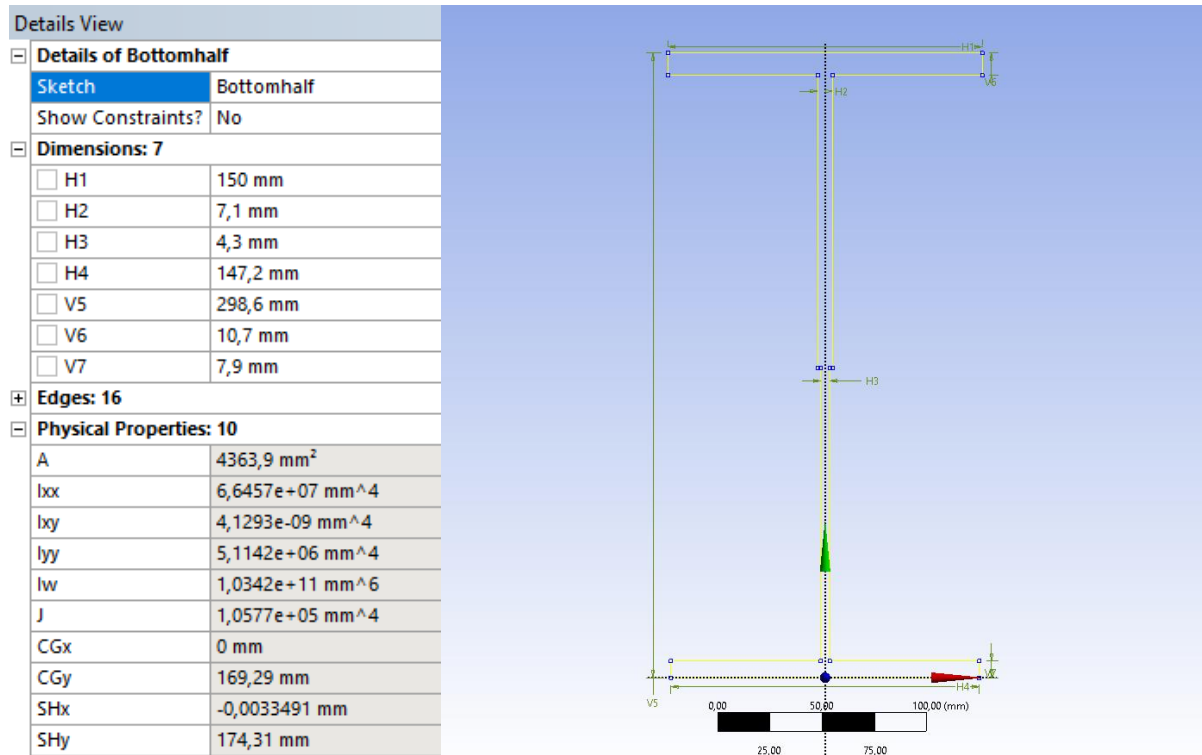 Details View
Details of Bottomhalf
Sketch Bottomhalf
Show Constraints? No
Dimensions: 7
H1 150 mm
H2 7,1 mm
H3 4,3 mm
H4 147,2 mm
V5 298,6 mm
V6 10,7 mm
V7 7,9 mm
Edges: 16
Physical Properties: 10
A 4363,9 mm²
Ixx 6,6457e+07 mm^4
Ixy 4,1293e-09 mm^4
Iyy 5,1142e+06 mm^4
Iw 1,0342e+11 mm^6
J 1,0577e+05 mm^4
CGx 0 mm
CGy 169,29 mm
SHx -0,0033491 mm
SHy 174,31 mm
H1
V6
H2
H3
V7
H4
V5
0,00 50,00 100,00 (mm)
25,00 75,00